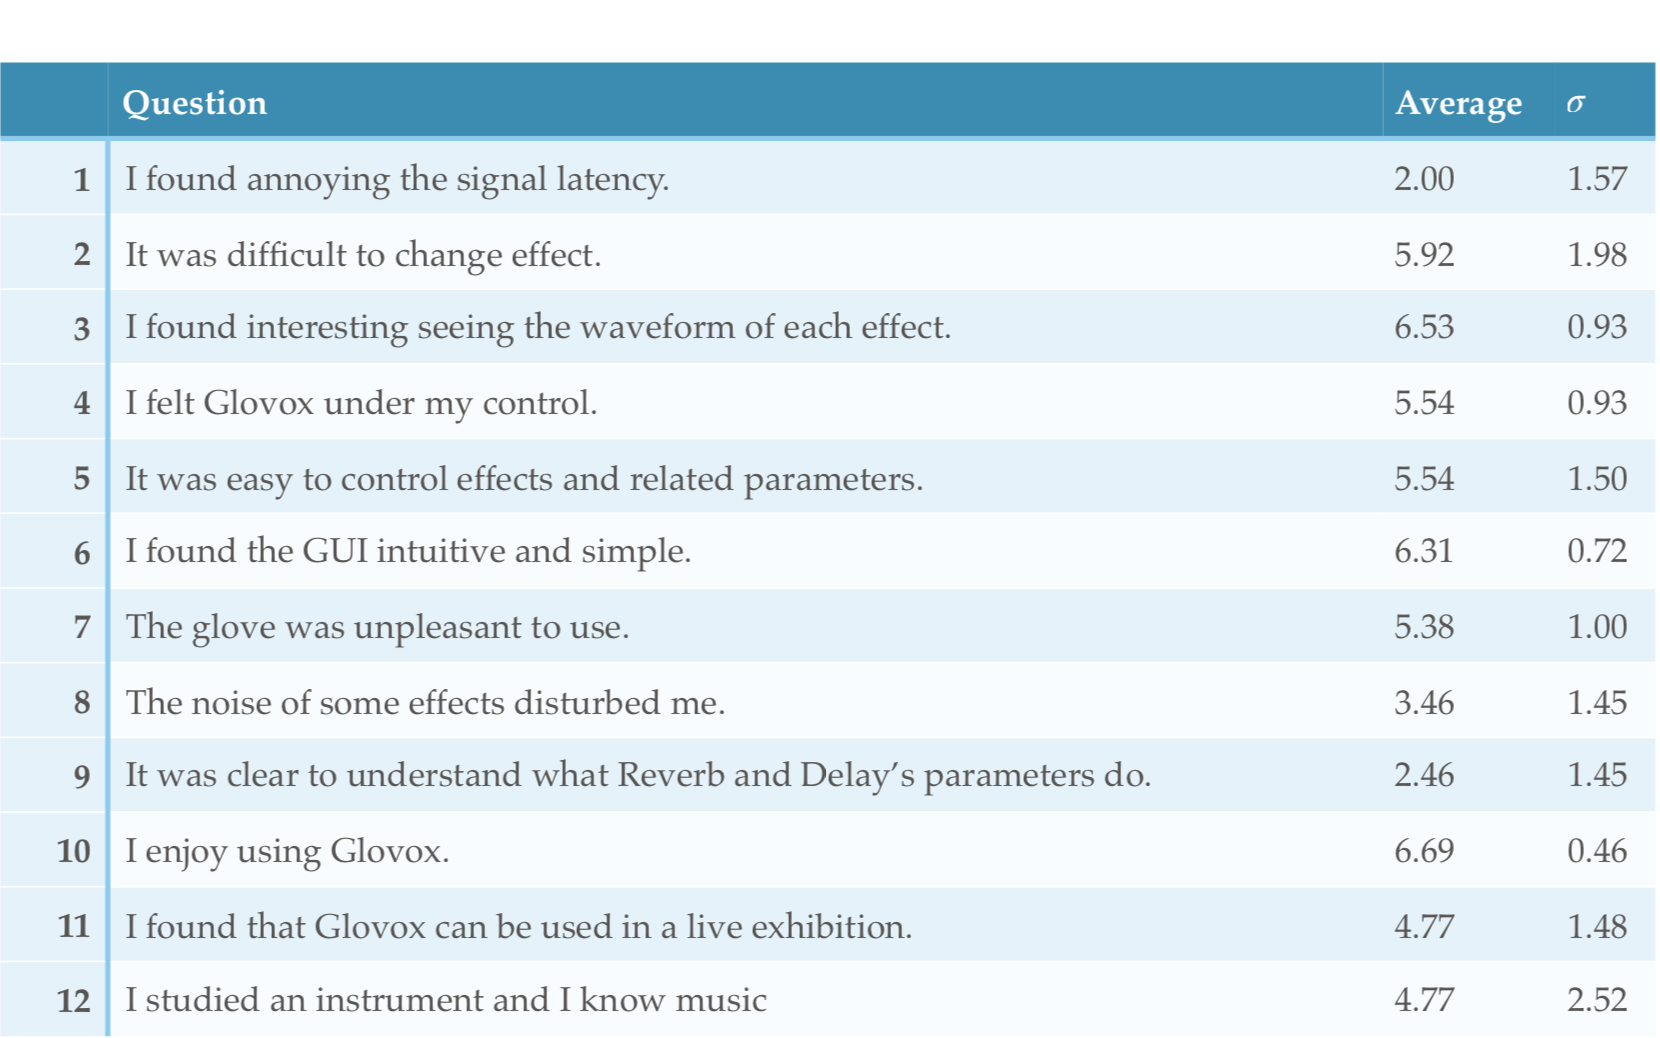 Question Average σ
1 I found annoying the signal latency. 2.00 1.57
2 It was difficult to change effect. 5.92 1.98
3 I found interesting seeing the waveform of each effect. 6.53 0.93
4 I felt Glovox under my control. 5.54 0.93
5 It was easy to control effects and related parameters. 5.54 1.50
6 I found the GUI intuitive and simple. 6.31 0.72
7 The glove was unpleasant to use. 5.38 1.00
8 The noise of some effects disturbed me. 3.46 1.45
9 It was clear to understand what Reverb and Delay’s parameters do. 2.46 1.45
10 I enjoy using Glovox. 6.69 0.46
11 I found that Glovox can be used in a live exhibition. 4.77 1.48
12 I studied an instrument and I know music 4.77 2.52